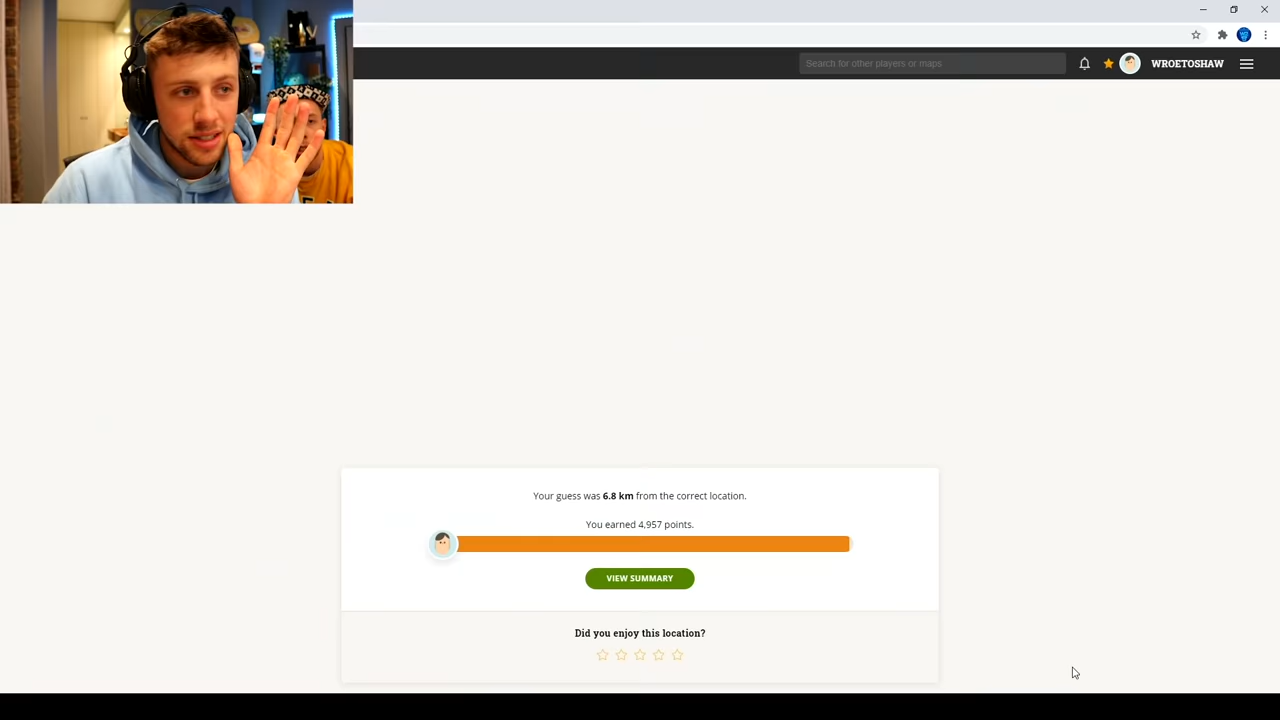 Search for other players or maps
WROETOSHAW
Your guess was 6.8 km from the correct location.
You earned 4,957 points.
VIEW SUMMARY
Did you enjoy this location?